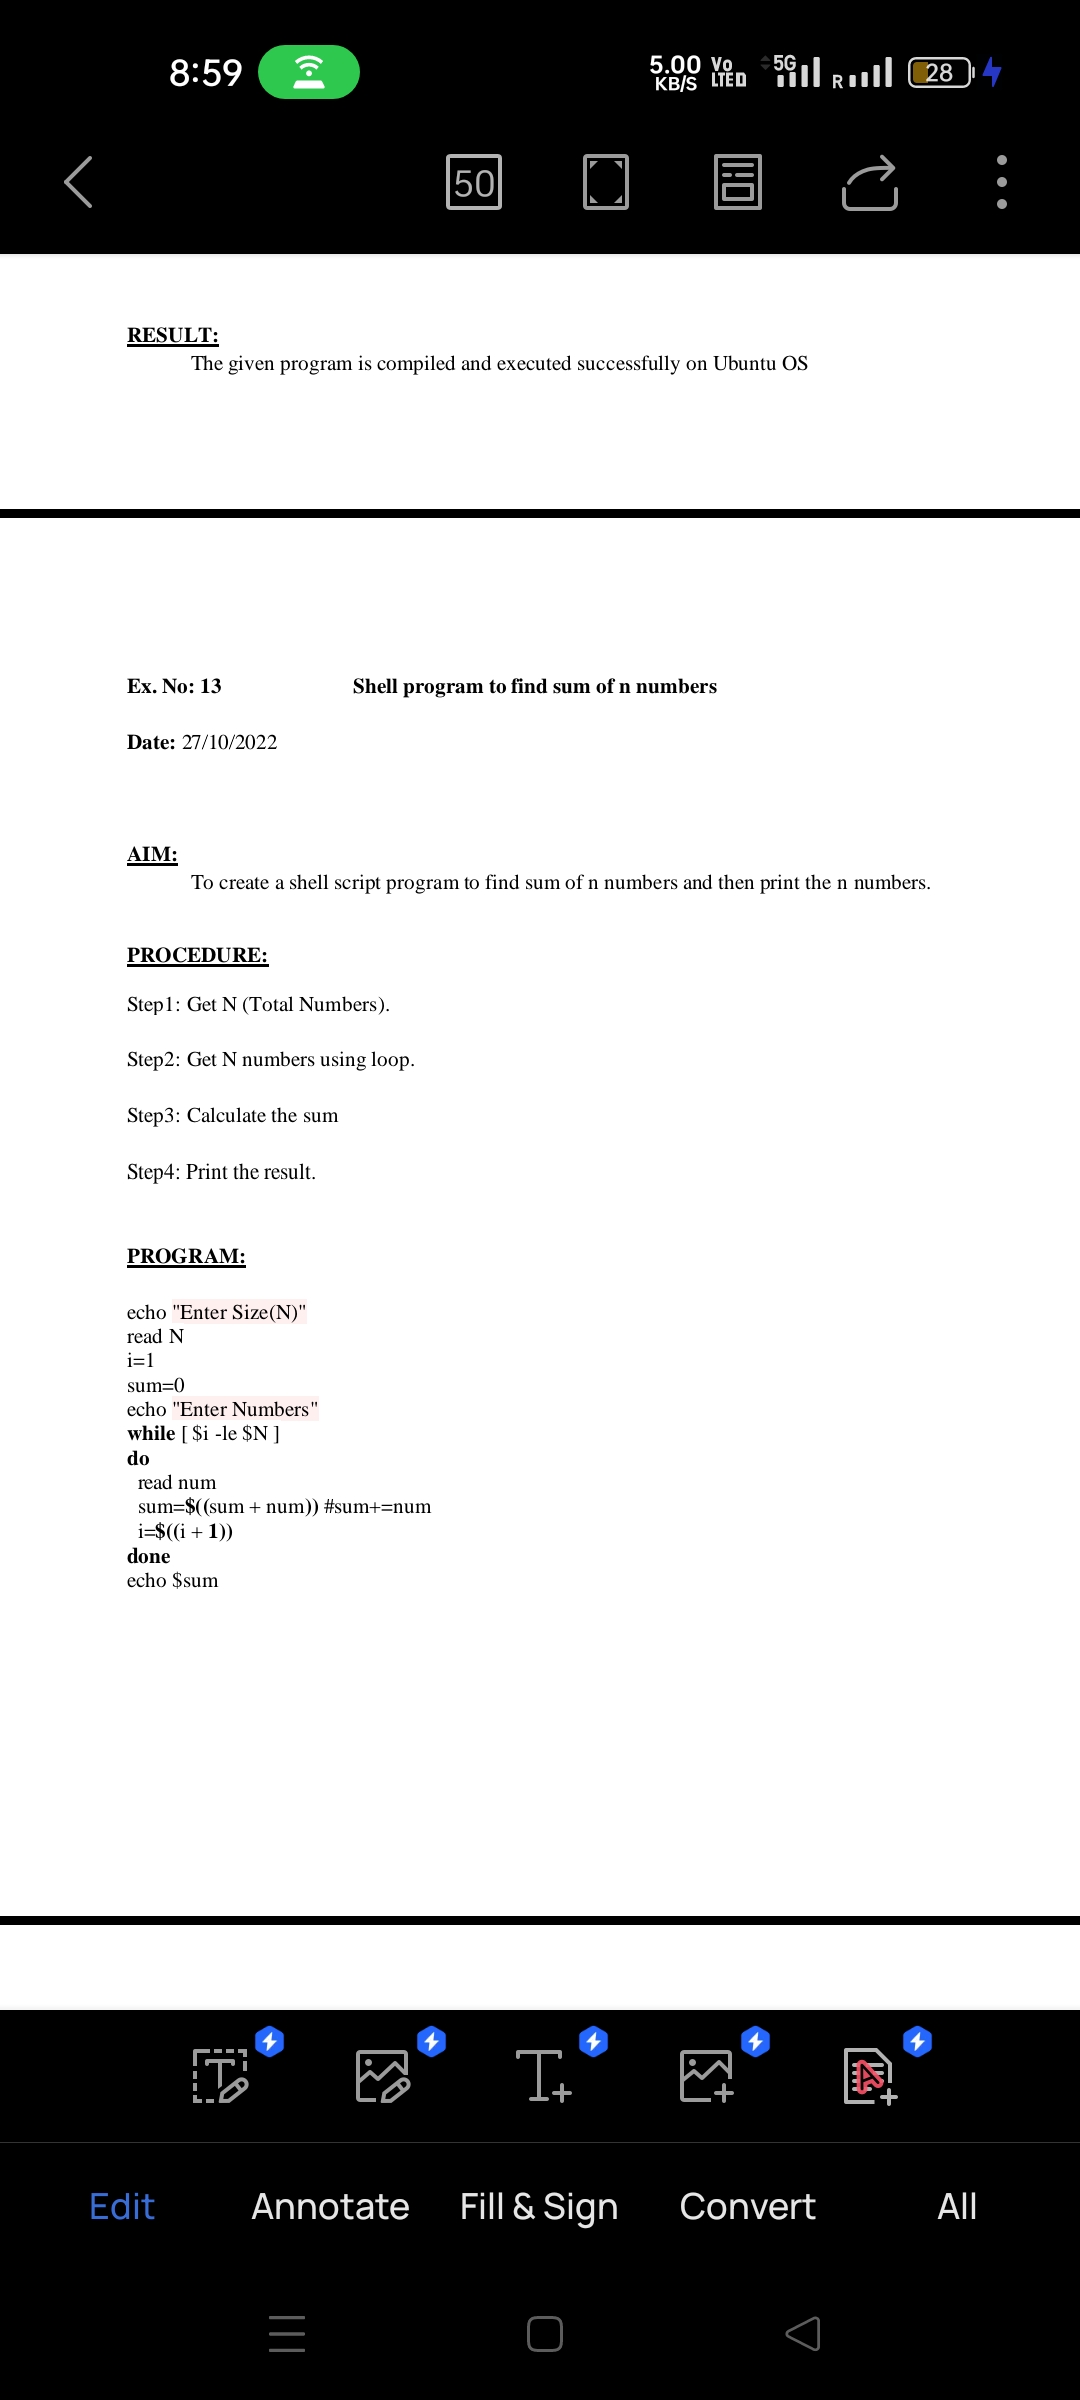 8:59
5.00 KB/S
Vo LTE D
5G
R
28
50
RESULT:
The given program is compiled and executed successfully on Ubuntu OS
Ex. No: 13 Shell program to find sum of n numbers
Date: 27/10/2022
AIM:
To create a shell script program to find sum of n numbers and then print the n numbers.
PROCEDURE:
Step1: Get N (Total Numbers).
Step2: Get N numbers using loop.
Step3: Calculate the sum
Step4: Print the result.
PROGRAM:
echo "Enter Size(N)"
read N
i=1
sum=0
echo "Enter Numbers"
while [ $i -le $N ]
do
read num
sum=$((sum + num)) #sum+=num
i=$((i + 1))
done
echo $sum
Edit Annotate Fill & Sign Convert All